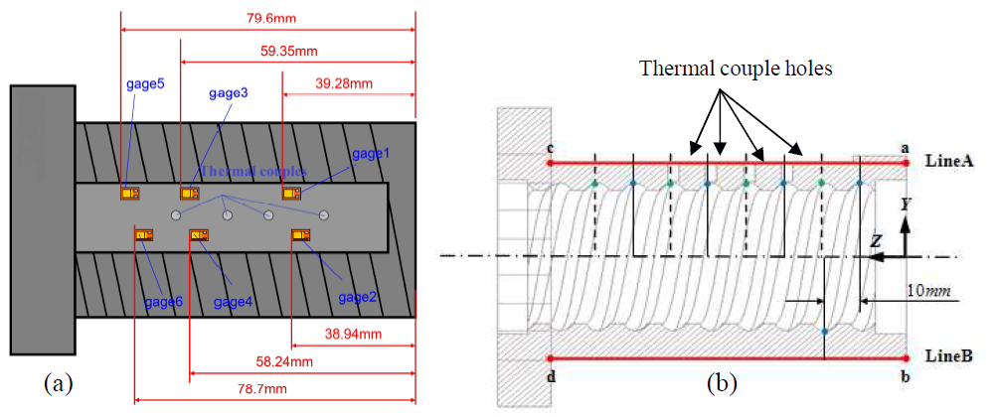 79.6mm
59.35mm
39.28mm
gage5
gage3
gage1
Thermal couples
gage6
gage4
gage2
38.94mm
58.24mm
78.7mm
(a)
Thermal couple holes
c
a
LineA
Y
Z
10mm
LineB
d
b
(b)